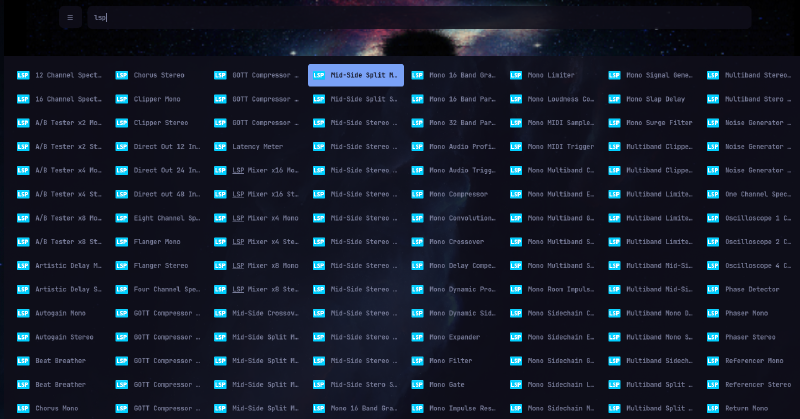 lsp
LSP 12 Channel Spect…
LSP 16 Channel Spect…
LSP A/B Tester x2 Mo…
LSP A/B Tester x2 St…
LSP A/B Tester x4 Mo…
LSP A/B Tester x4 St…
LSP A/B Tester x8 Mo…
LSP A/B Tester x8 St…
LSP Artistic Delay M…
LSP Artistic Delay S…
LSP Autogain Mono
LSP Autogain Stereo
LSP Beat Breather
LSP Beat Breather
LSP Chorus Mono
LSP Chorus Stereo
LSP Clipper Mono
LSP Clipper Stereo
LSP Direct Out 12 In…
LSP Direct Out 24 In…
LSP Direct out 48 In…
LSP Eight Channel Sp…
LSP Flanger Mono
LSP Flanger Stereo
LSP Four Channel Spe…
LSP GOTT Compressor …
LSP GOTT Compressor …
LSP GOTT Compressor …
LSP GOTT Compressor …
LSP GOTT Compressor …
LSP GOTT Compressor …
LSP GOTT Compressor …
LSP GOTT Compressor …
LSP Latency Meter
LSP LSP Mixer x16 Mo…
LSP LSP Mixer x16 St…
LSP LSP Mixer x4 Mono
LSP LSP Mixer x4 Ste…
LSP LSP Mixer x8 Mono
LSP LSP Mixer x8 Ste…
LSP Mid-Side Crossov…
LSP Mid-Side Split M…
LSP Mid-Side Split M…
LSP Mid-Side Split M…
LSP Mid-Side Split M…
LSP Mid-Side Split M…
LSP Mid-Side Split S…
LSP Mid-Side Stereo …
LSP Mid-Side Stereo …
LSP Mid-Side Stereo …
LSP Mid-Side Stereo …
LSP Mid-Side Stereo …
LSP Mid-Side Stereo …
LSP Mid-Side Stereo …
LSP Mid-Side Stereo …
LSP Mid-Side Stereo …
LSP Mid-Side Stereo …
LSP Mid-Side Stereo …
LSP Mid-Side Stero S…
LSP Mono 16 Band Gra…
LSP Mono 16 Band Gra…
LSP Mono 16 Band Par…
LSP Mono 32 Band Par…
LSP Mono Audio Profi…
LSP Mono Audio Trigg…
LSP Mono Compressor
LSP Mono Convolution…
LSP Mono Crossover
LSP Mono Delay Compe…
LSP Mono Dynamic Pro…
LSP Mono Dynamic Sid…
LSP Mono Expander
LSP Mono Filter
LSP Mono Gate
LSP Mono Impulse Res…
LSP Mono Limiter
LSP Mono Loudness Co…
LSP Mono MIDI Sample…
LSP Mono MIDI Trigger
LSP Mono Multiband C…
LSP Mono Multiband E…
LSP Mono Multiband G…
LSP Mono Multiband S…
LSP Mono Multiband S…
LSP Mono Room Impuls…
LSP Mono Sidechain C…
LSP Mono Sidechain E…
LSP Mono Sidechain G…
LSP Mono Sidechain L…
LSP Mono Sidechain M…
LSP Mono Signal Gene…
LSP Mono Slap Delay
LSP Mono Surge Filter
LSP Multiband Clippe…
LSP Multiband Clippe…
LSP Multiband Limite…
LSP Multiband Limite…
LSP Multiband Limite…
LSP Multiband Mid-Si…
LSP Multiband Mid-Si…
LSP Multiband Mono G…
LSP Multiband Mono S…
LSP Multiband Sidech…
LSP Multiband Split …
LSP Multiband Split …
LSP Multiband Stereo…
LSP Multiband Stereo …
LSP Noise Generator …
LSP Noise Generator …
LSP Noise Generator …
LSP One Channel Spec…
LSP Oscilloscope 1 C…
LSP Oscilloscope 2 C…
LSP Oscilloscope 4 C…
LSP Phase Detector
LSP Phaser Mono
LSP Phaser Stereo
LSP Referencer Mono
LSP Referencer Stereo
LSP Return Mono